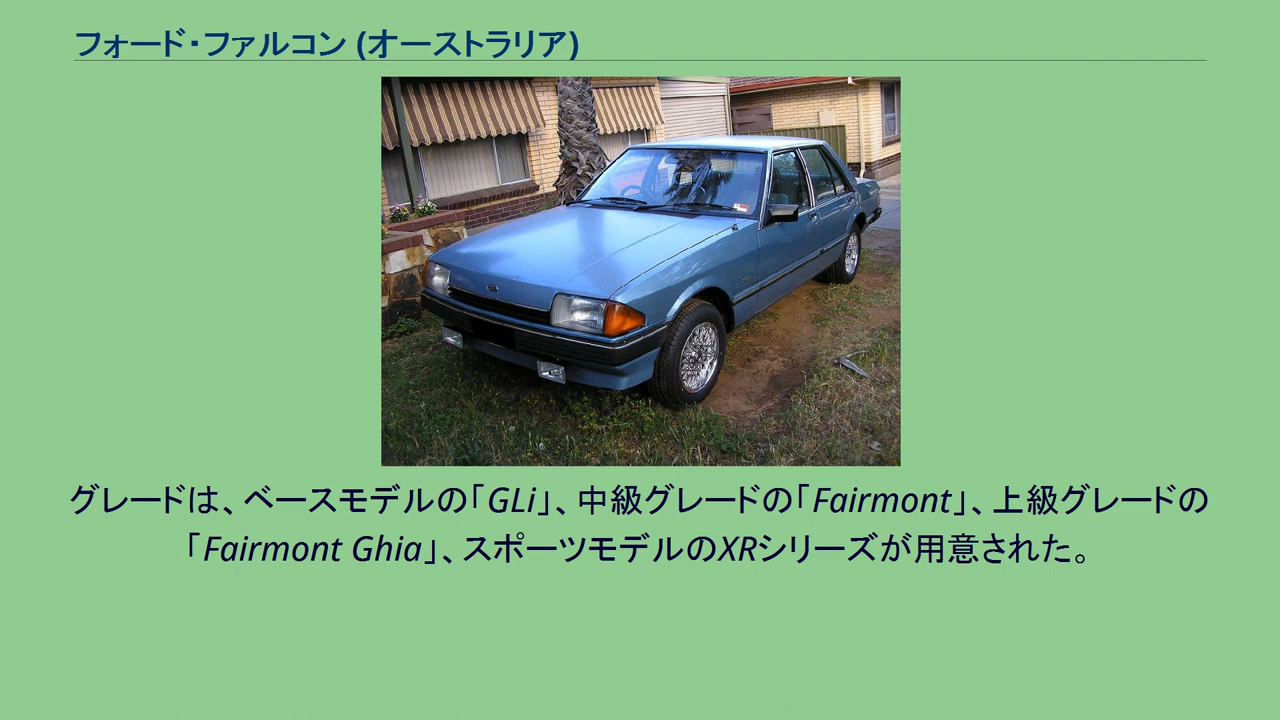 フォード・ファルコン (オーストラリア)
グレードは、ベースモデルの「GLi」、中級グレードの「Fairmont」、上級グレードの
「Fairmont Ghia」、スポーツモデルのXRシリーズが用意された。